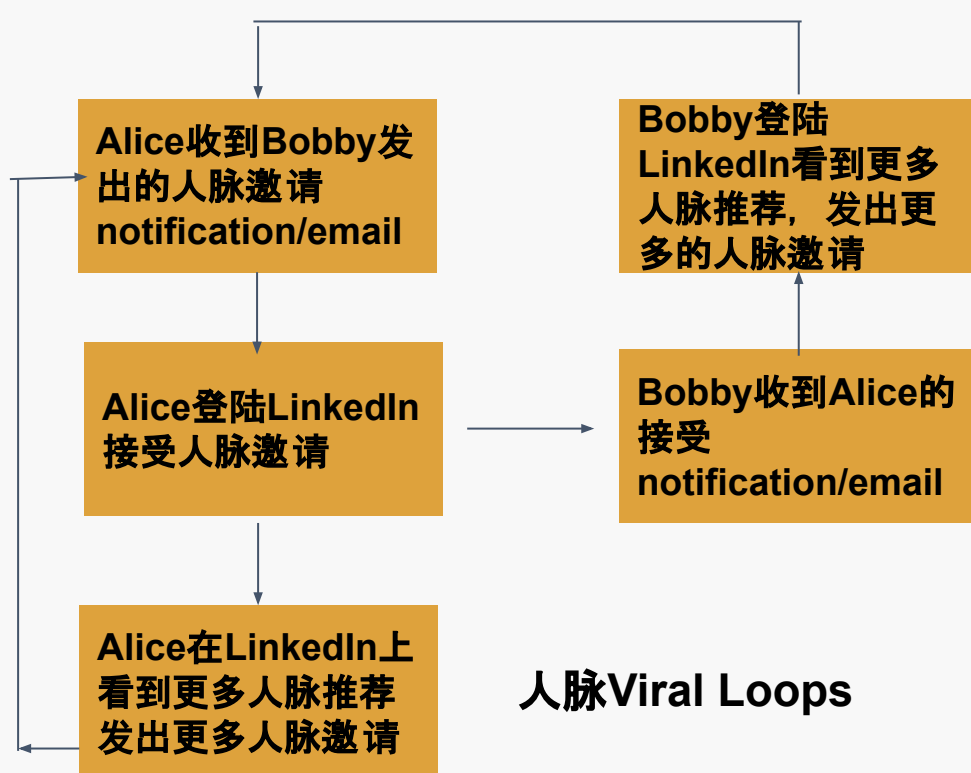 Alice收到Bobby发
出的人脉邀请
notification/email
Bobby登陆
LinkedIn看到更多
人脉推荐，发出更
多的人脉邀请
Alice登陆LinkedIn
接受人脉邀请
Bobby收到Alice的
接受
notification/email
Alice在LinkedIn上
看到更多人脉推荐
发出更多人脉邀请
人脉Viral Loops